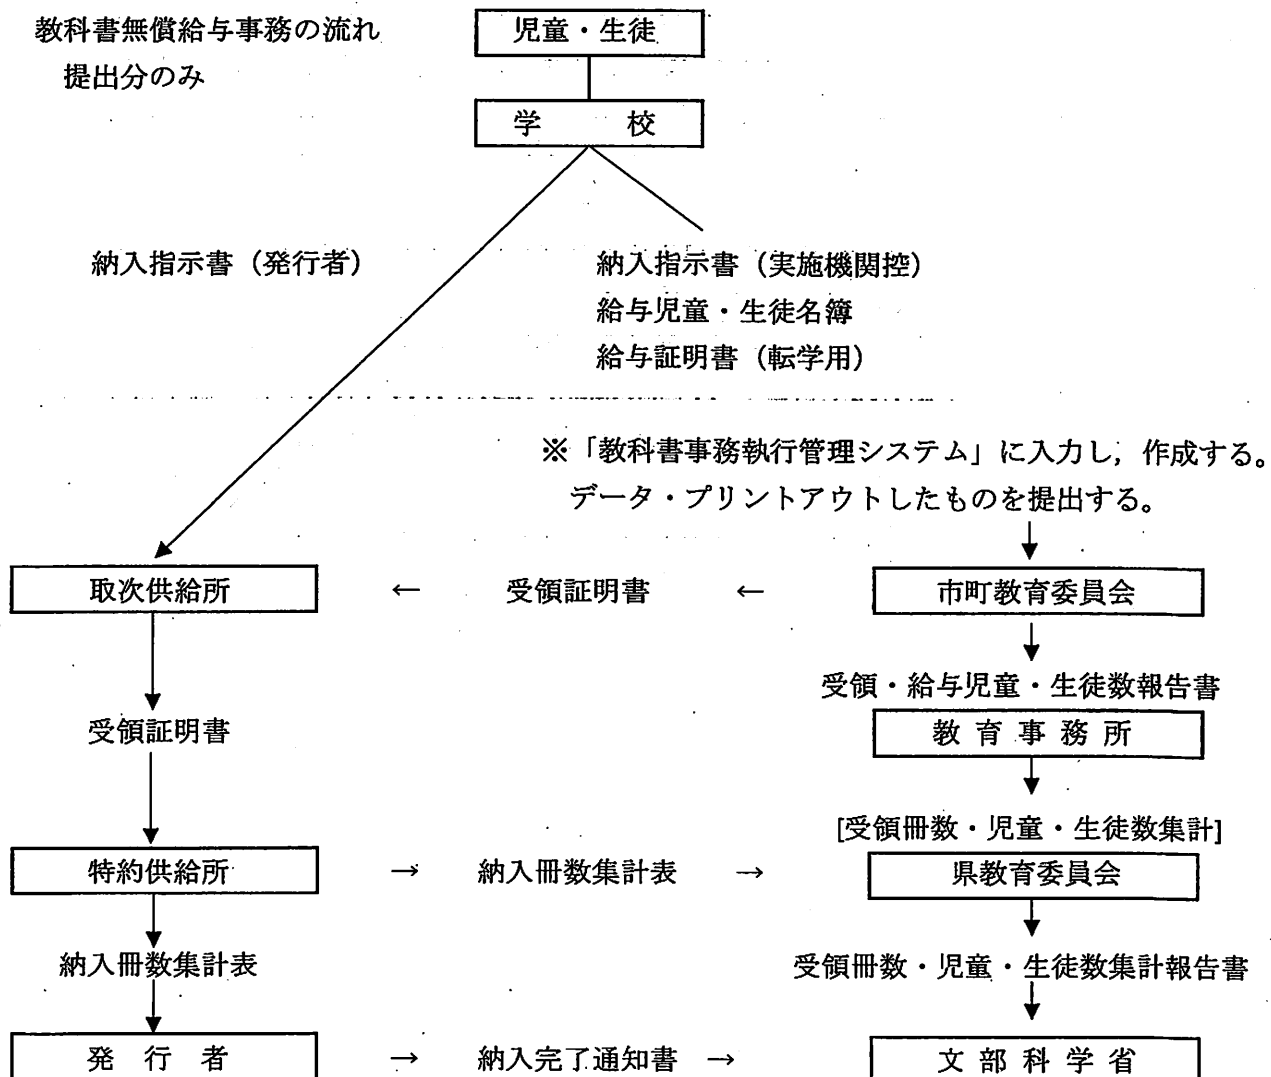 教科書無償給与事務の流れ
提出分のみ
児童・生徒
学 校
納入指示書（発行者）
納入指示書（実施機関控）
給与児童・生徒名簿
給与証明書（転学用）
※「教科書事務執行管理システム」に入力し，作成する。
データ・プリントアウトしたものを提出する。
取次供給所 ← 受領証明書 ← 市町教育委員会
受領・給与児童・生徒数報告書
受領証明書
教 育 事 務 所
[受領冊数・児童・生徒数集計]
特約供給所 → 納入冊数集計表 → 県教育委員会
納入冊数集計表
受領冊数・児童・生徒数集計報告書
発 行 者 → 納入完了通知書 → 文 部 科 学 省